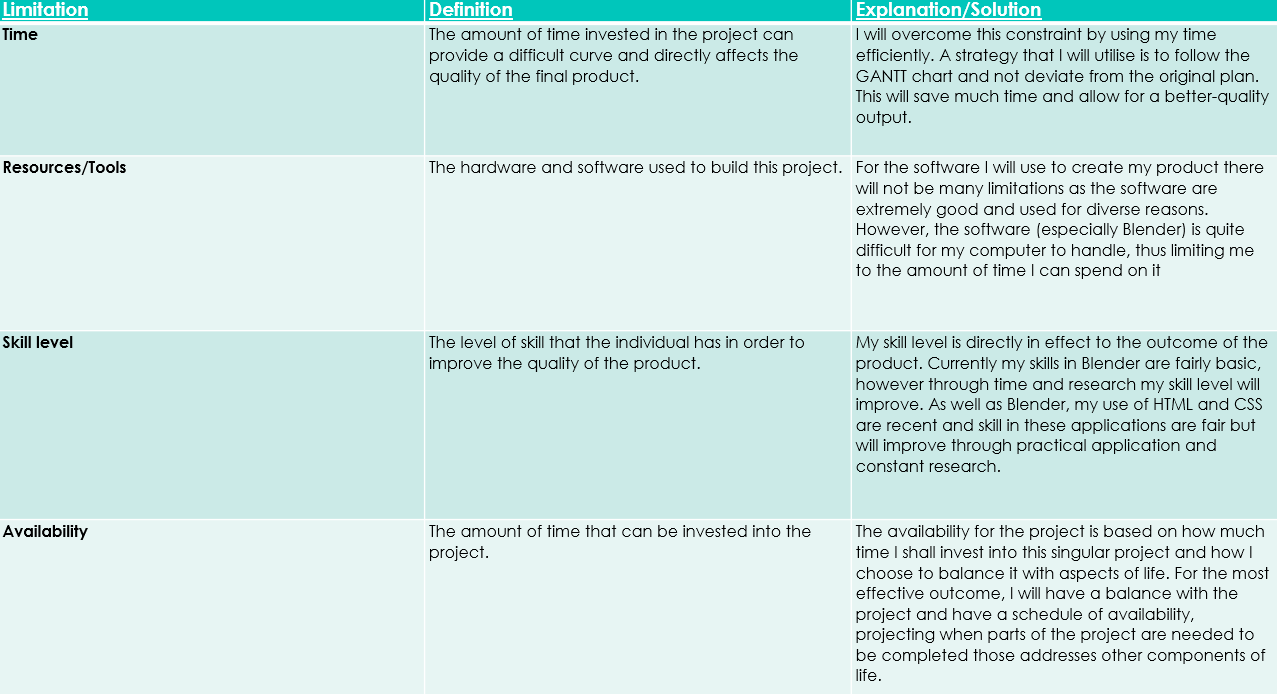 Limitation
Definition
Explanation/Solution
Time
The amount of time invested in the project can
provide a difficult curve and directly affects the
quality of the final product.
I will overcome this constraint by using my time
efficiently. A strategy that I will utilise is to follow the
GANTT chart and not deviate from the original plan.
This will save much time and allow for a better-quality
output.
Resources/Tools
The hardware and software used to build this project.
For the software I will use to create my product there
will not be many limitations as the software are
extremely good and used for diverse reasons.
However, the software (especially Blender) is quite
difficult for my computer to handle, thus limiting me
to the amount of time I can spend on it
Skill level
The level of skill that the individual has in order to
improve the quality of the product.
My skill level is directly in effect to the outcome of the
product. Currently my skills in Blender are fairly basic,
however through time and research my skill level will
improve. As well as Blender, my use of HTML and CSS
are recent and skill in these applications are fair but
will improve through practical application and
constant research.
Availability
The amount of time that can be invested into the
project.
The availability for the project is based on how much
time I shall invest into this singular project and how I
choose to balance it with aspects of life. For the most
effective outcome, I will have a balance with the
project and have a schedule of availability,
projecting when parts of the project are needed to
be completed those addresses other components of
life.